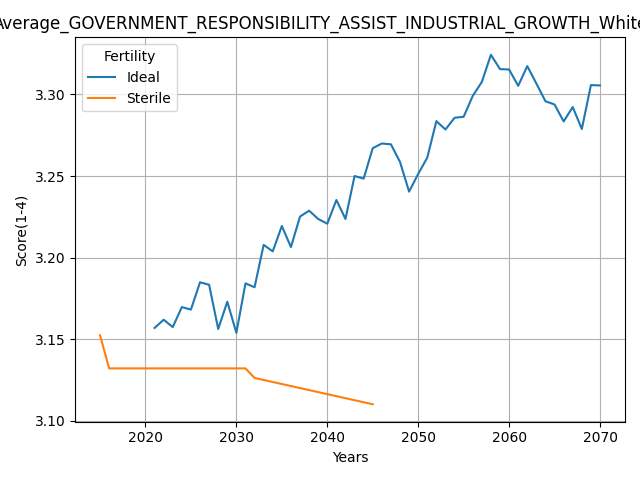 Average_GOVERNMENT_RESPONSIBILITY_ASSIST_INDUSTRIAL_GROWTH_White
Fertility
Ideal
Sterile
Score(1-4)
3.30
3.25
3.20
3.15
3.10
2020 2030 2040 2050 2060 2070
Years